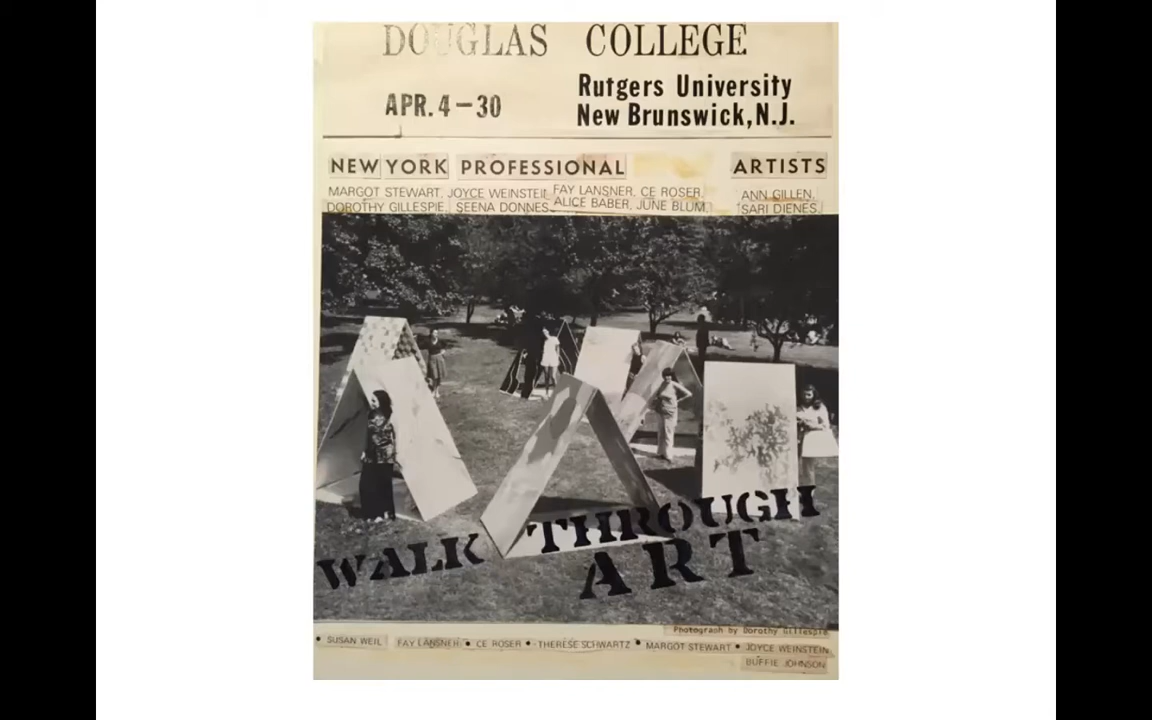 DOUGLAS COLLEGE
APR. 4 – 30
Rutgers University
New Brunswick, N.J.
NEW YORK PROFESSIONAL ARTISTS
MARGOT STEWART, JOYCE WEINSTEIN FAY LANSNER, CE ROSER, ANN GILLEN,
DOROTHY GILLESPIE, SEENA DONNES ALICE BABER, JUNE BLUM, SARI DIENES,
WALK THROUGH
ART
Photograph by Dorothy Gillespie
• SUSAN WEIL FAY LANSNER • CE ROSER • THERESE SCHWARTZ • MARGOT STEWART • JOYCE WEINSTEIN
BUFFIE JOHNSON